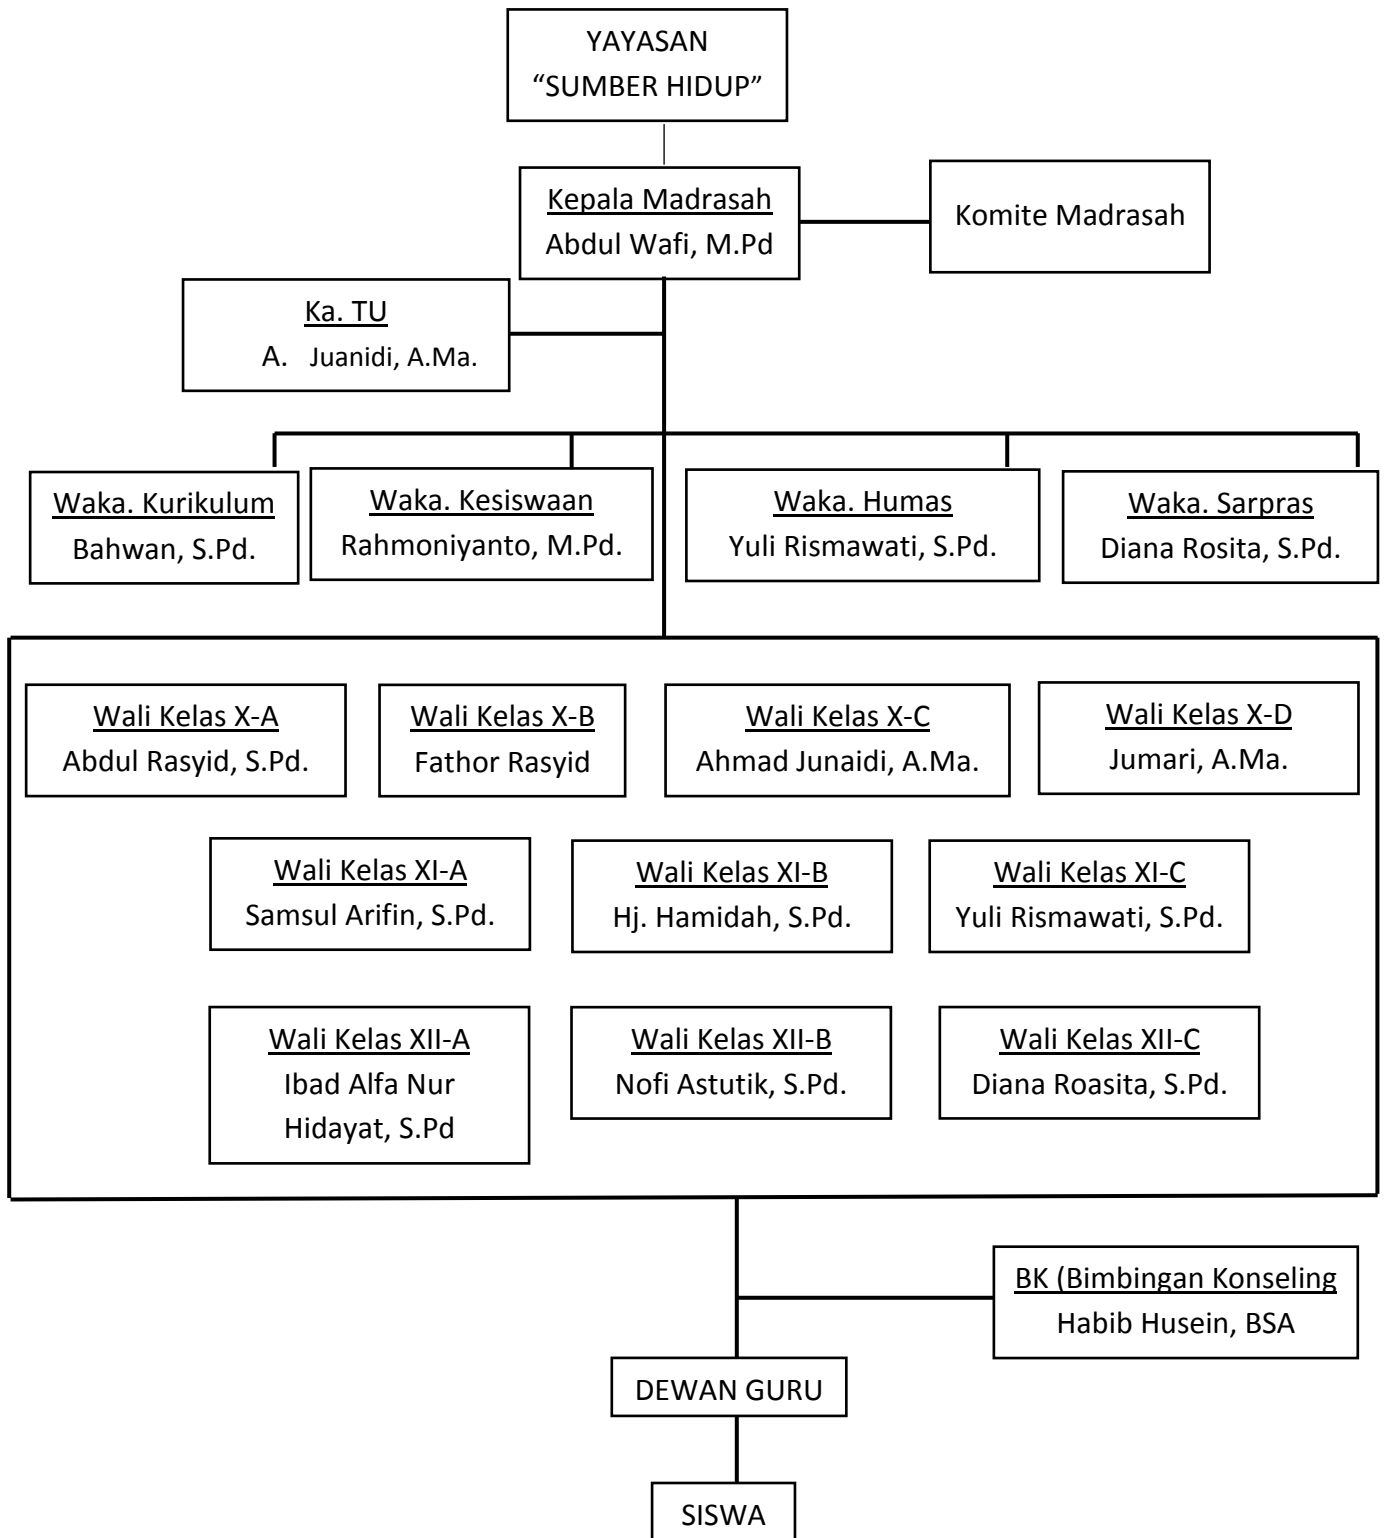 YAYASAN
“SUMBER HIDUP”
Kepala Madrasah
Abdul Wafi, M.Pd
Komite Madrasah
Ka. TU
A. Juanidi, A.Ma.
Waka. Kurikulum
Bahwan, S.Pd.
Waka. Kesiswaan
Rahmoniyanto, M.Pd.
Waka. Humas
Yuli Rismawati, S.Pd.
Waka. Sarpras
Diana Rosita, S.Pd.
Wali Kelas X-A
Abdul Rasyid, S.Pd.
Wali Kelas X-B
Fathor Rasyid
Wali Kelas X-C
Ahmad Junaidi, A.Ma.
Wali Kelas X-D
Jumari, A.Ma.
Wali Kelas XI-A
Samsul Arifin, S.Pd.
Wali Kelas XI-B
Hj. Hamidah, S.Pd.
Wali Kelas XI-C
Yuli Rismawati, S.Pd.
Wali Kelas XII-A
Ibad Alfa Nur
Hidayat, S.Pd
Wali Kelas XII-B
Nofi Astutik, S.Pd.
Wali Kelas XII-C
Diana Roasita, S.Pd.
BK (Bimbingan Konseling
Habib Husein, BSA
DEWAN GURU
SISWA